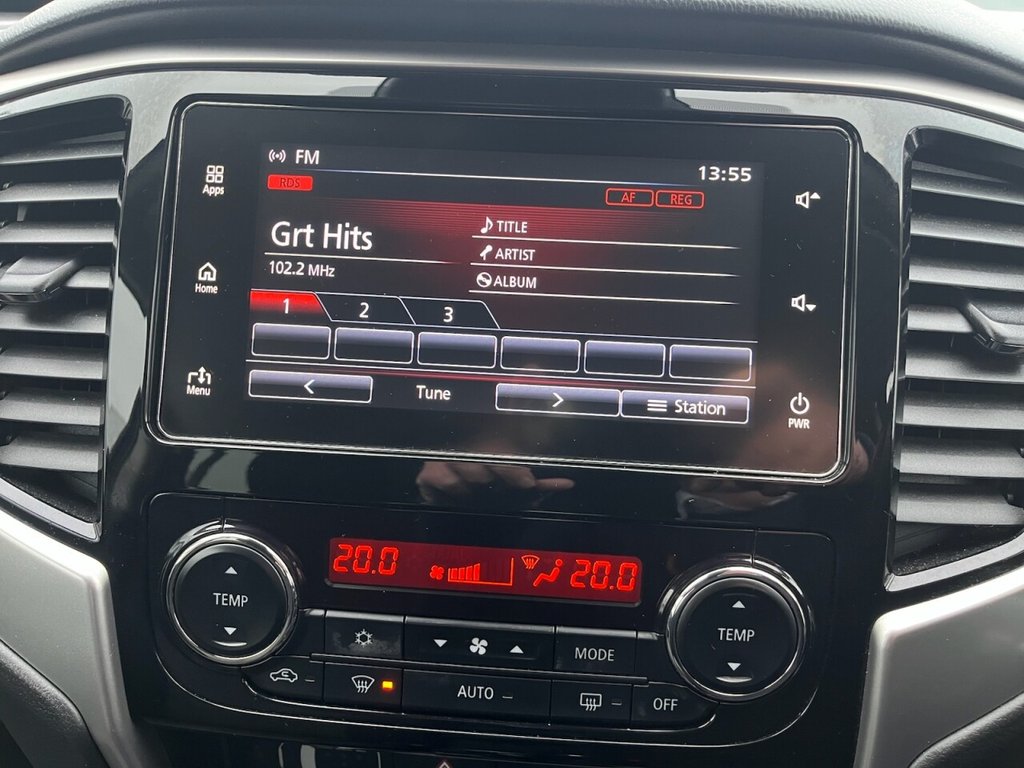 FM
13:55
Apps
RDS
AF REG
Grt Hits
TITLE
ARTIST
102.2 MHz
ALBUM
Home
1 2 3
Menu
< Tune > Station
PWR
20.0 20.0
TEMP
TEMP
MODE
AUTO
OFF